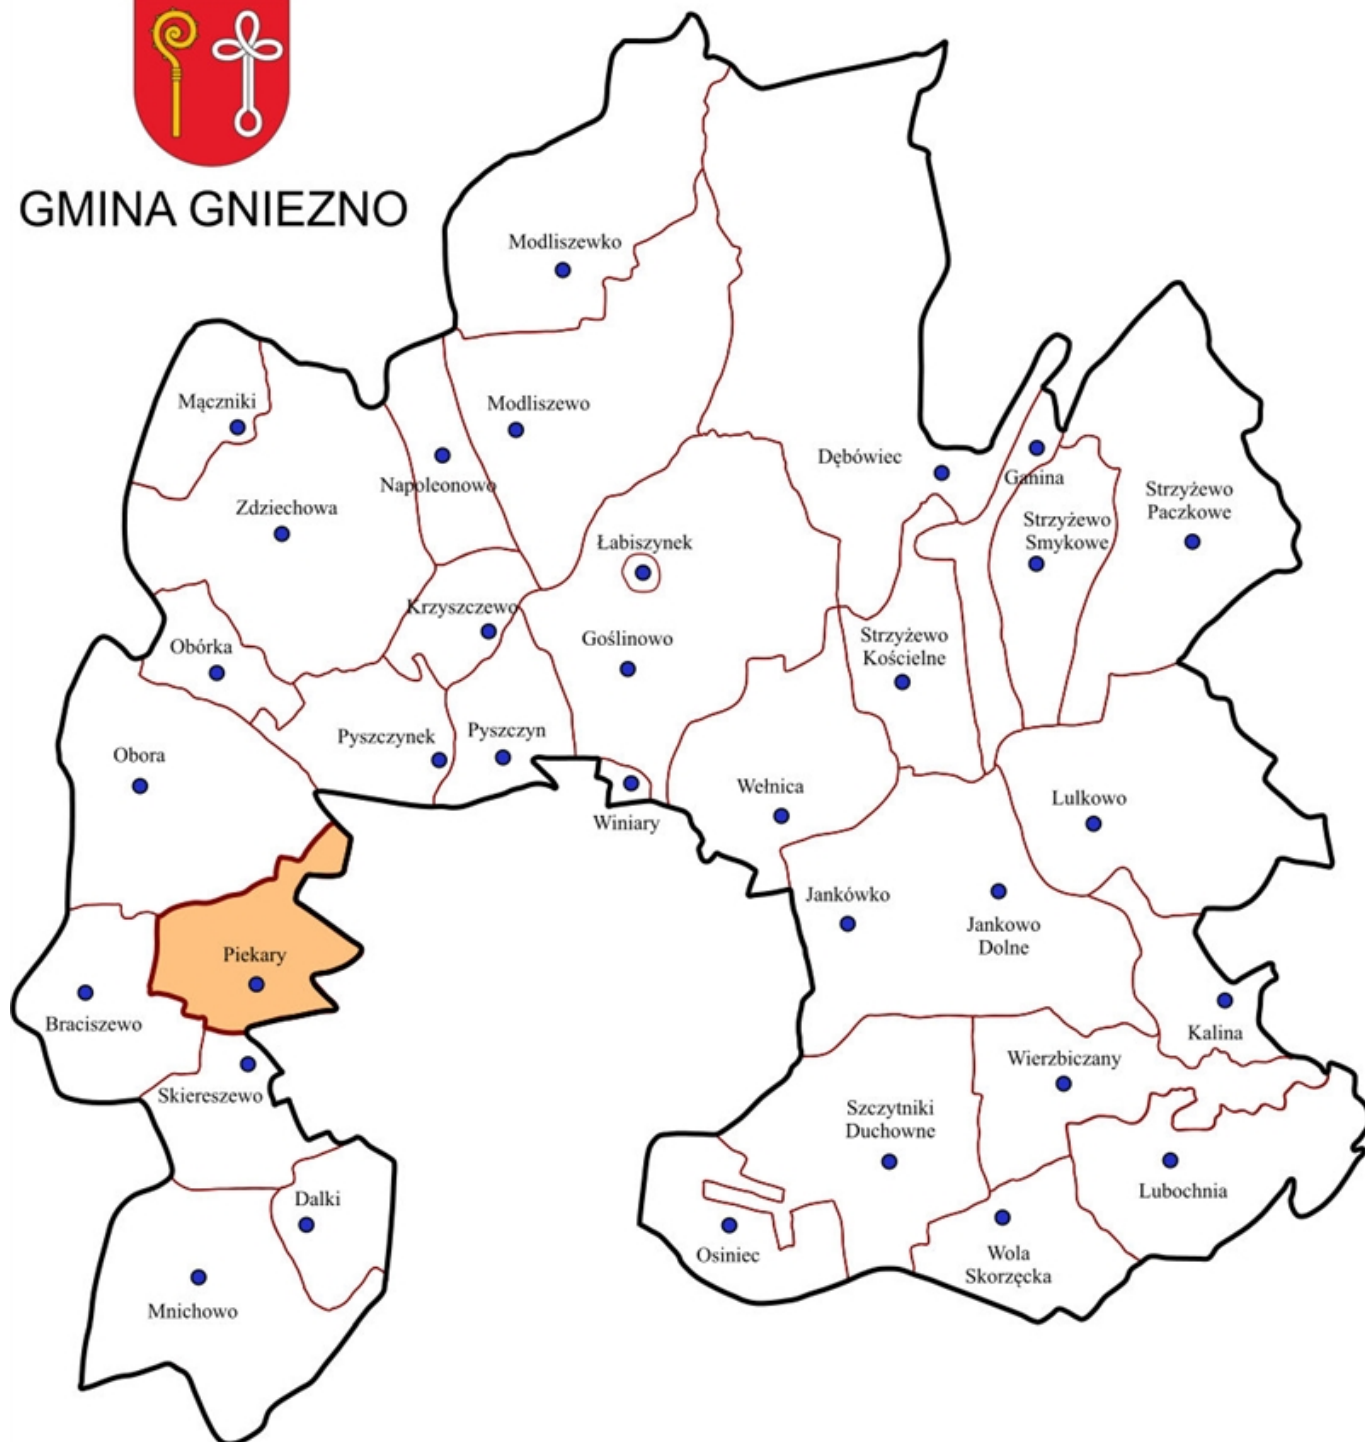 GMINA GNIEZNO
Modliszewko
Mączniki
Modliszewo
Napoleonowo
Zdziechowa
Dębówiec
Ganina
Strzyżewo
Paczkowe
Strzyżewo
Smykowe
Łabiszynek
Krzyszczewo
Obórka
Goślinowo
Strzyżewo
Kościelne
Pyszczynek
Pyszczyn
Obora
Wełnica
Winiary
Lulkowo
Jankówko
Jankowo
Dolne
Piekary
Braciszewo
Kalina
Skiereszewo
Wierzbiczany
Szczytniki
Duchowne
Dalki
Lubochnia
Osiniec
Wola
Skorzęcka
Mnichowo